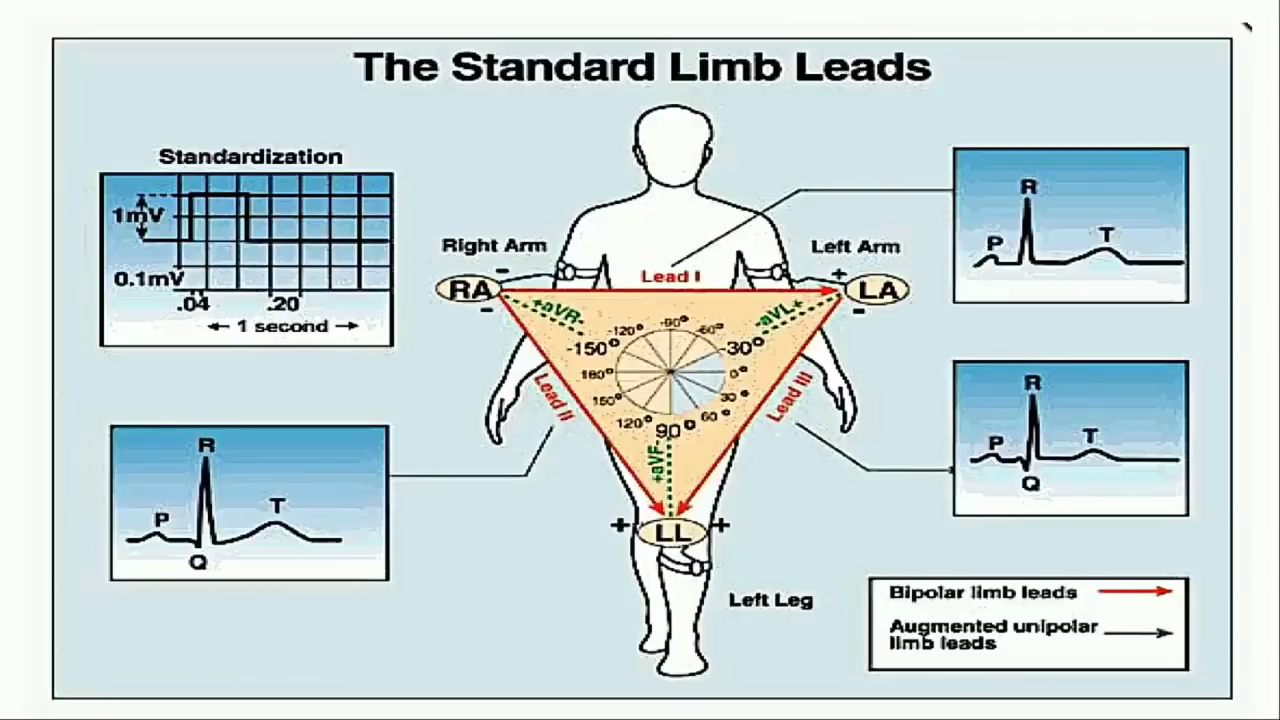 The Standard Limb Leads
Standardization
1mV
0.1mV
.04 .20
1 second
Right Arm
Left Arm
RA
LA
Lead I
+aVR-
-aVL+
-150°
-120°
-90°
-60°
-30°
180°
0°
150°
30°
120°
90°
60°
Lead II
Lead III
+aVF-
LL
Left Leg
R
P
T
R
P
T
Q
R
P
T
Q
Bipolar limb leads
Augmented unipolar
limb leads